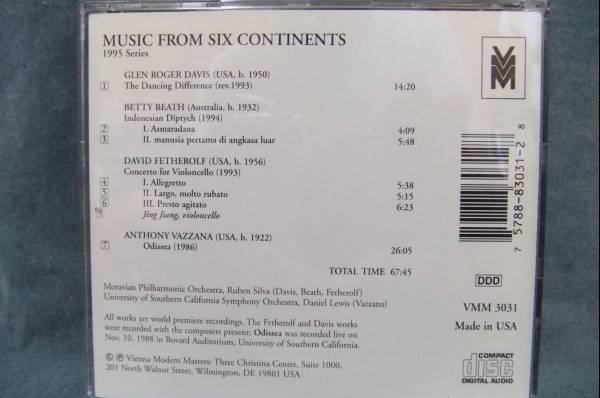 MUSIC FROM SIX CONTINENTS
1995 Series
VMM
GLEN ROGER DAVIS (USA, b. 1950)
1 The Dancing Difference (rev.1993) 14:20
BETTY BEATH (Australia, b. 1932)
Indonesian Diptych (1994)
2 I. Asmaradana 4:09
3 II. manusia pertama di angkasa luar 5:48
DAVID FETHEROLF (USA, b. 1956)
Concerto for Violoncello (1993)
4 I. Allegretto 5:38
5 II. Largo, molto rubato 5:15
6 III. Presto agitato 6:23
Jing Jiang, violoncello
ANTHONY VAZZANA (USA, b. 1922)
7 Odissea (1986) 26:05
TOTAL TIME 67:45
7 5788-83031-2 8
Moravian Philharmonic Orchestra, Ruben Silva (Davis, Beath, Fetherolf)
University of Southern California Symphony Orchestra, Daniel Lewis (Vazzana)
DDD
VMM 3031
Made in USA
All works are world premiere recordings. The Fetherolf and Davis works
were recorded with the composers present; Odissea was recorded live on
Nov. 10, 1988 in Bovard Auditorium, University of Southern California.
© ℗ Vienna Modern Masters: Three Christina Centre, Suite 1000,
201 North Walnut Street, Wilmington, DE 19801 USA
COMPACT
disc
DIGITAL AUDIO